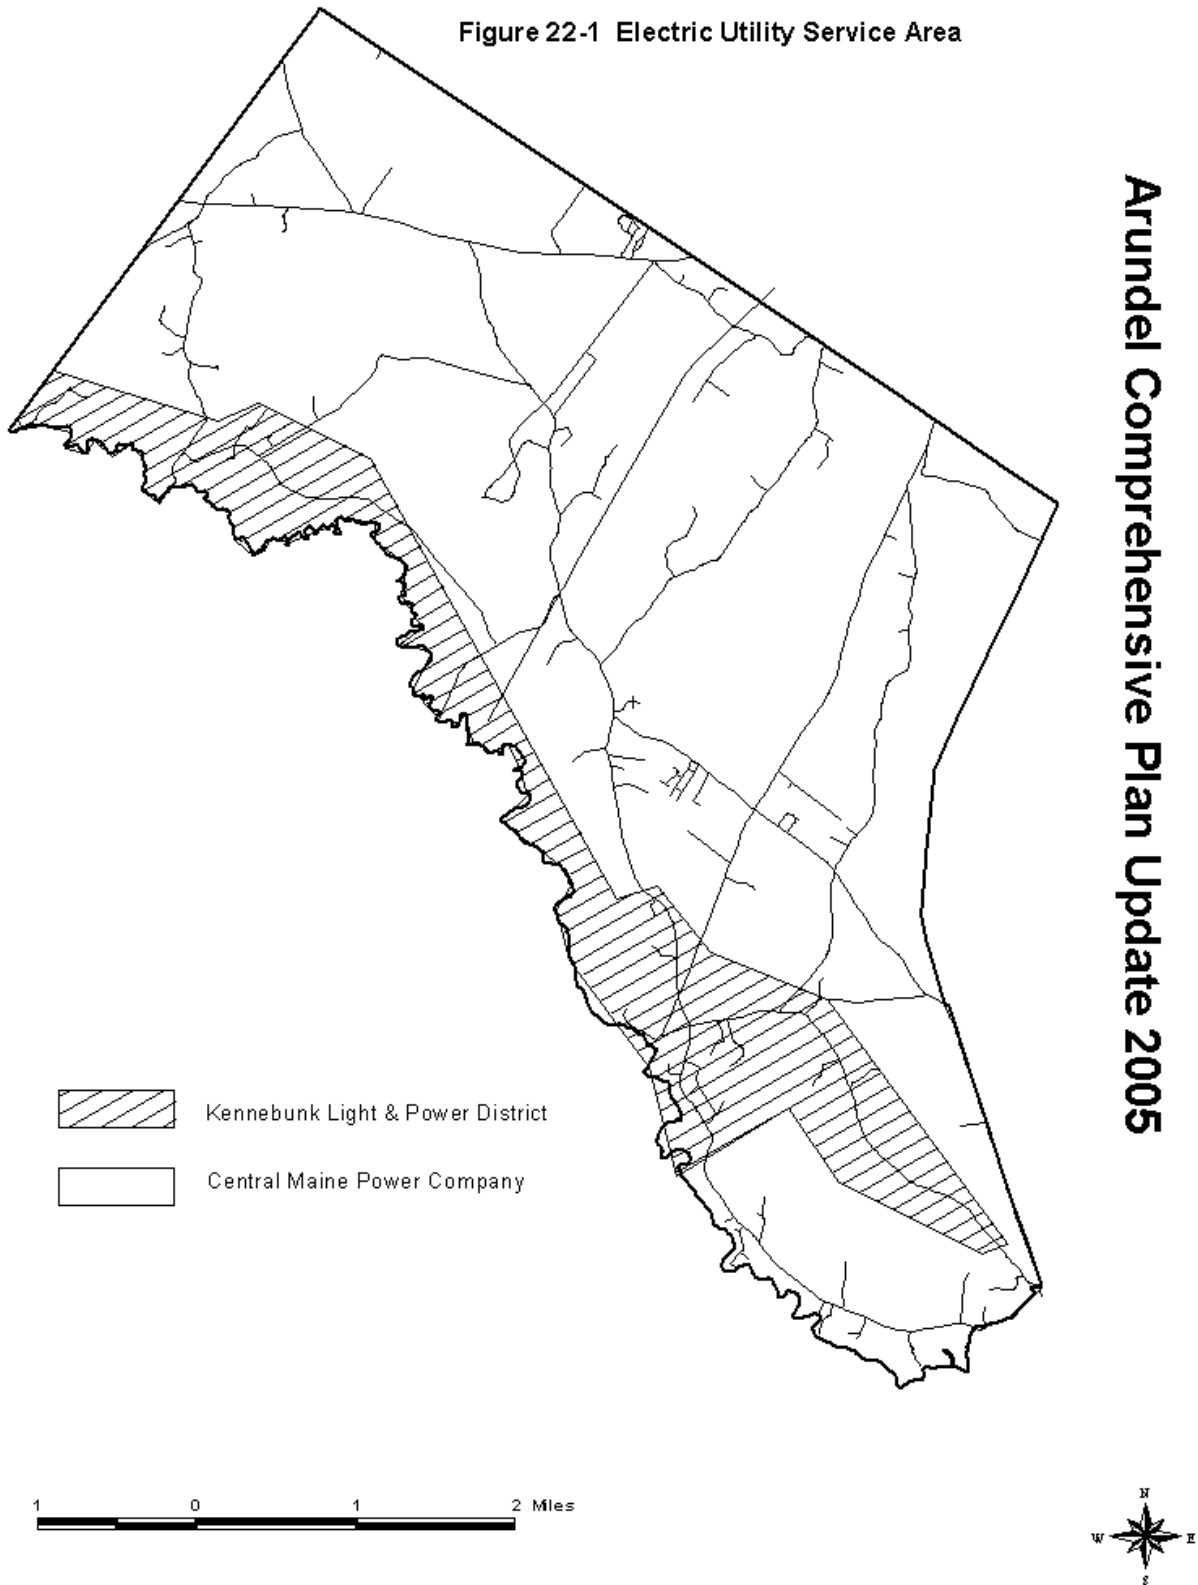 Figure 22-1 Electric Utility Service Area
Arundel Comprehensive Plan Update 2005
Kennebunk Light & Power District
Central Maine Power Company
1 0 1 2 Miles
N
W E
S